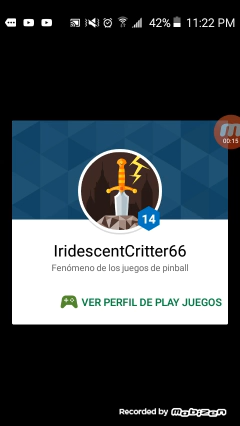 42% 11:22 PM
00:15
14
IridescentCritter66
Fenómeno de los juegos de pinball
VER PERFIL DE PLAY JUEGOS
Recorded by mobizen